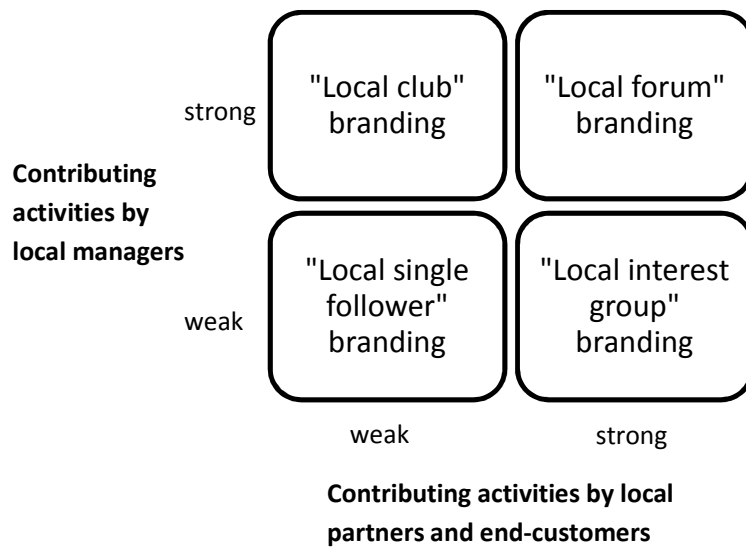 "Local club"
branding
"Local forum"
branding
strong
Contributing
activities by
local managers
"Local single
follower"
branding
"Local interest
group"
branding
weak
weak
strong
Contributing activities by local
partners and end-customers